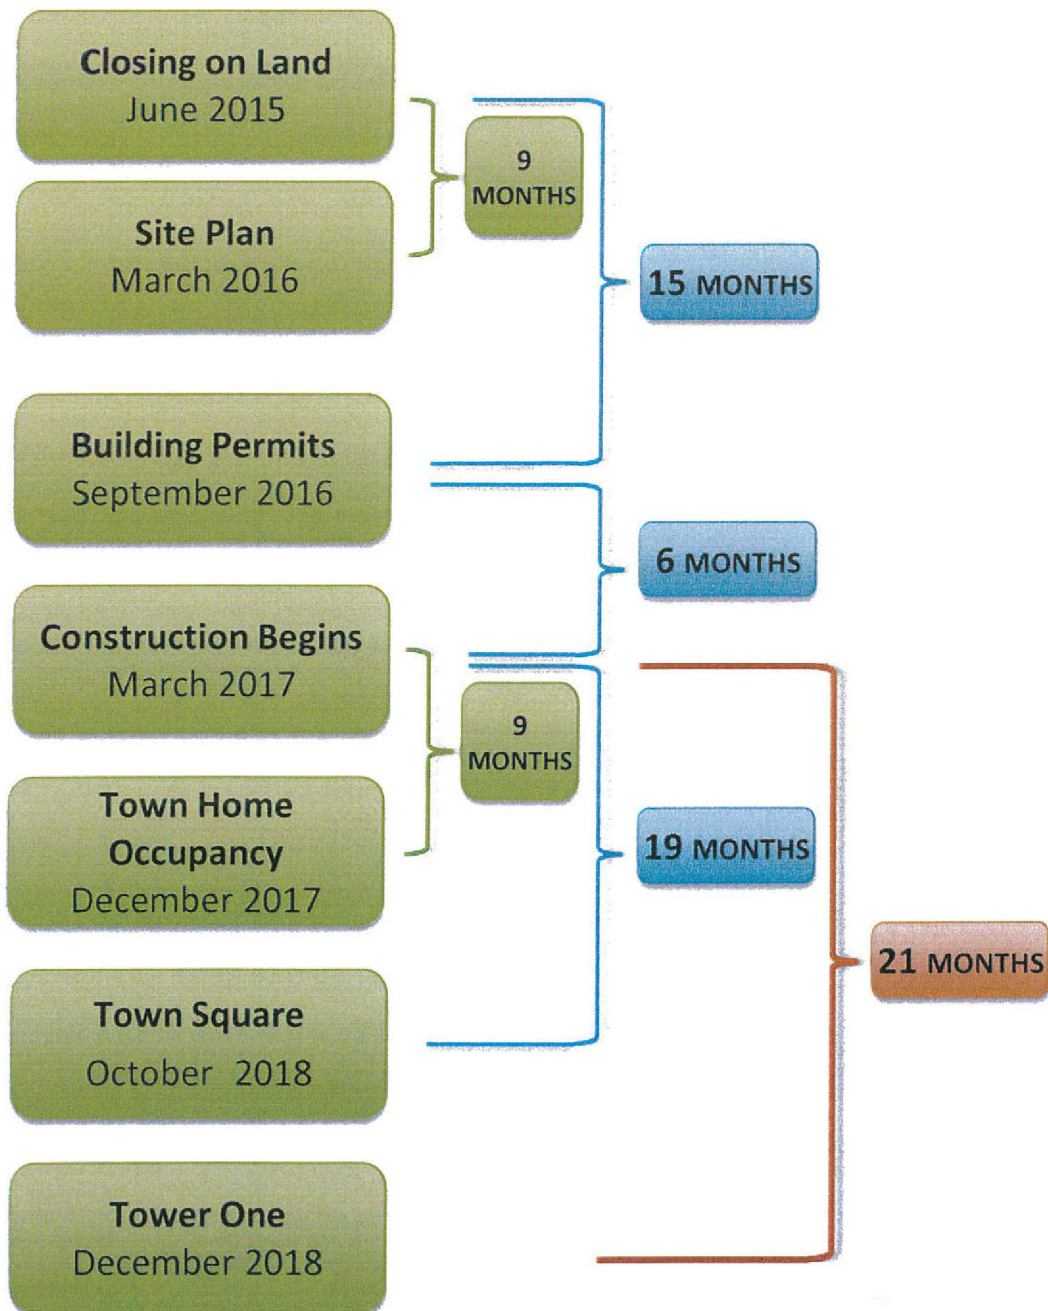 Closing on Land
June 2015
9
MONTHS
Site Plan
March 2016
15 MONTHS
Building Permits
September 2016
6 MONTHS
Construction Begins
March 2017
9
MONTHS
Town Home
Occupancy
December 2017
19 MONTHS
21 MONTHS
Town Square
October 2018
Tower One
December 2018